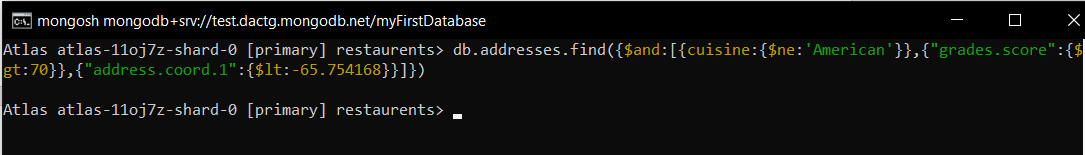 mongosh mongodb+srv://test.dactg.mongodb.net/myFirstDatabase
Atlas atlas-11oj7z-shard-0 [primary] restaurents> db.addresses.find({$and:[{cuisine:{$ne:'American'}},{"grades.score":{$
gt:70}},{"address.coord.1":{$lt:-65.754168}}]})
Atlas atlas-11oj7z-shard-0 [primary] restaurents>